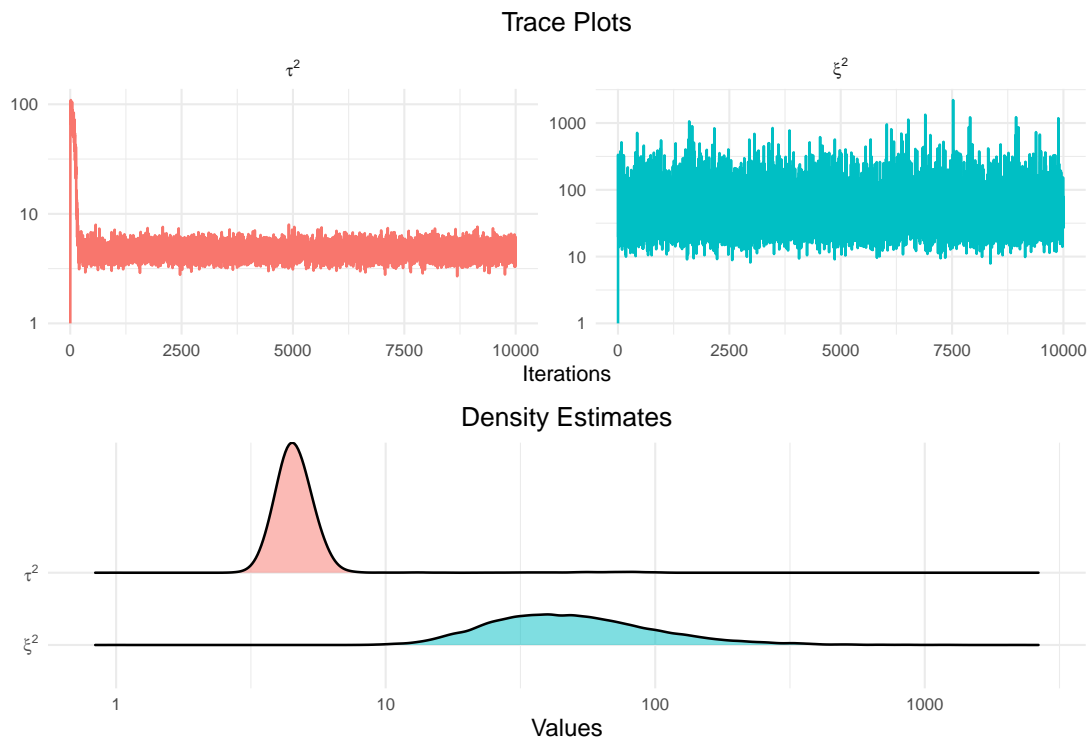 Trace Plots
τ²
ξ²
100
10
1
1000
100
10
1
0 2500 5000 7500 10000
0 2500 5000 7500 10000
Iterations
Density Estimates
τ²
ξ²
1 10 100 1000
Values